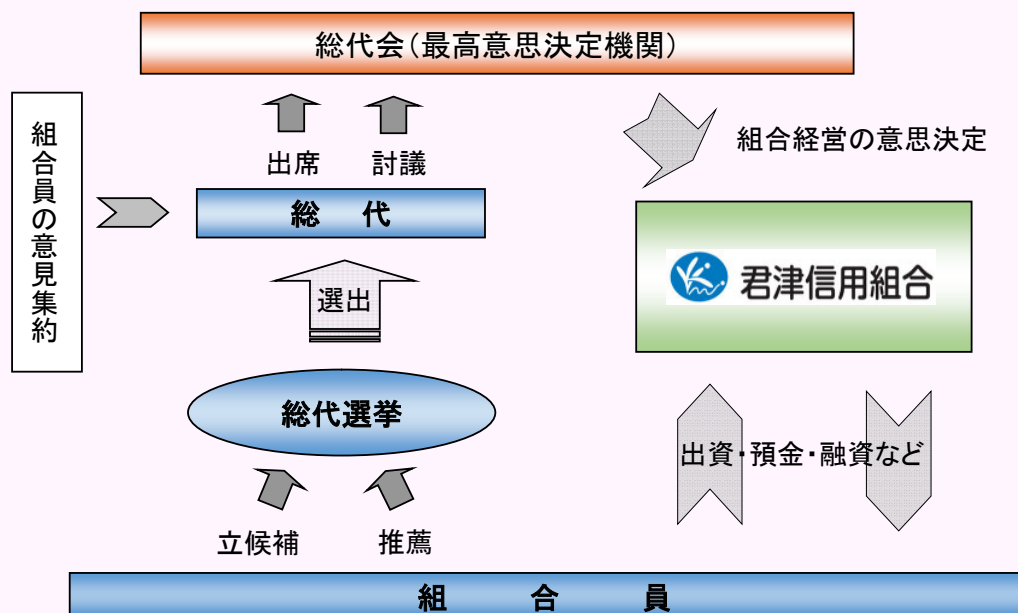 総代会(最高意思決定機関)
組合員の意見集約
出席 討議
組合経営の意思決定
総 代
君津信用組合
選出
総代選挙
出資・預金・融資など
立候補 推薦
組 合 員